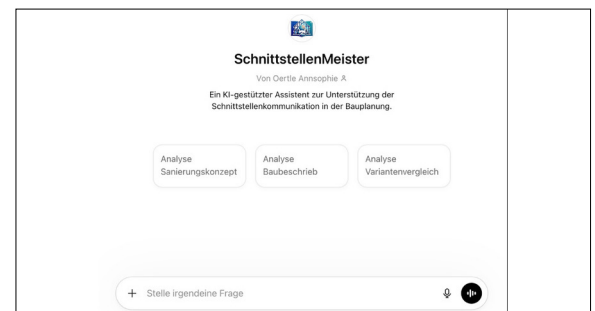 SchnittstellenMeister
Von Oertle Annsophie
Ein KI-gestützter Assistent zur Unterstützung der
Schnittstellenkommunikation in der Bauplanung.
Analyse
Sanierungskonzept
Analyse
Baubeschrieb
Analyse
Variantenvergleich
Stelle irgendeine Frage